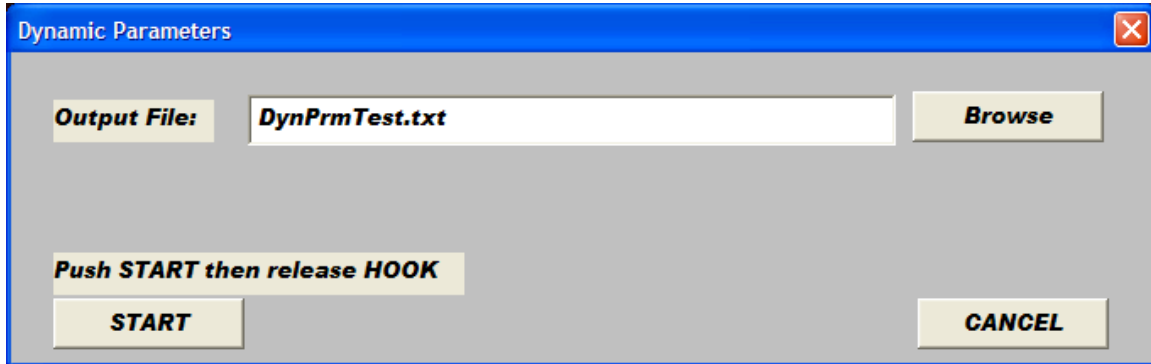 Dynamic Parameters
Output File: DynPrmTest.txt Browse
Push START then release HOOK
START CANCEL